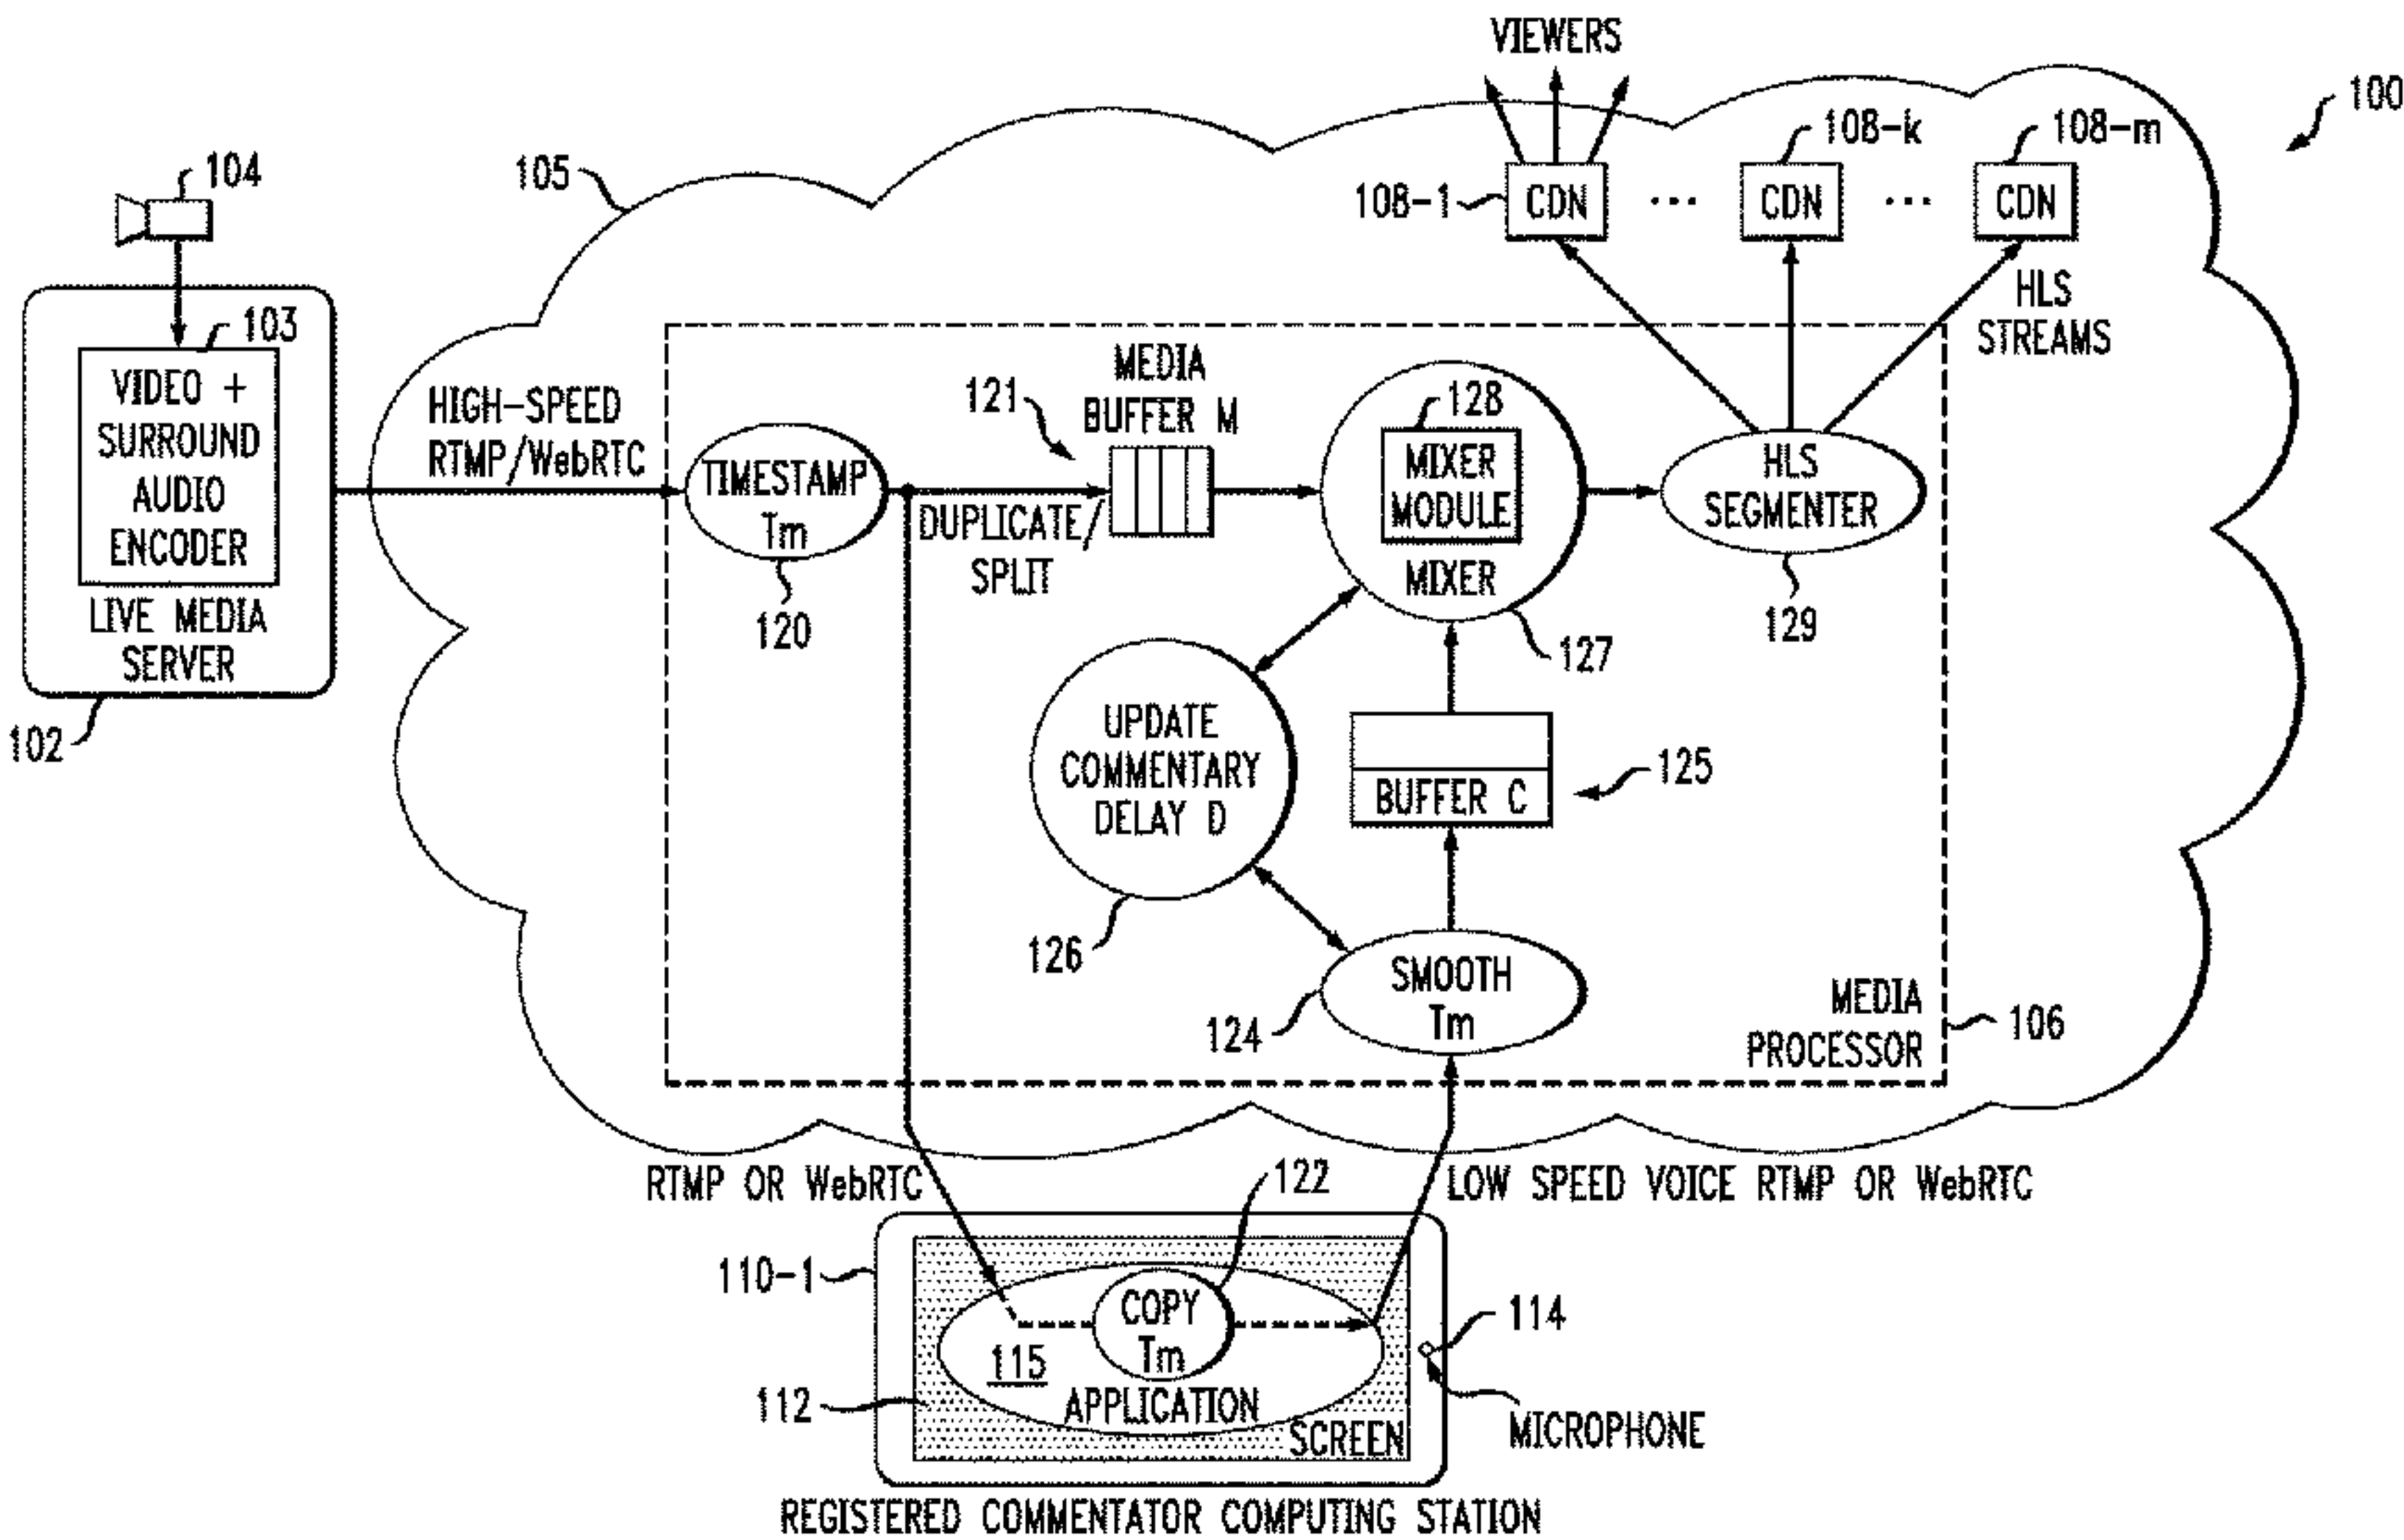 VIEWERS
100
104
105
108-1
CDN
...
108-k
CDN
...
108-m
CDN
HLS
STREAMS
103
VIDEO +
SURROUND
AUDIO
ENCODER
LIVE MEDIA
SERVER
102
HIGH-SPEED
RTMP/WebRTC
TIMESTAMP
Tm
120
DUPLICATE/
SPLIT
121
MEDIA
BUFFER M
128
MIXER
MODULE
MIXER
127
HLS
SEGMENTER
129
UPDATE
COMMENTARY
DELAY D
126
BUFFER C
125
SMOOTH
Tm
124
MEDIA
PROCESSOR
106
RTMP OR WebRTC
LOW SPEED VOICE RTMP OR WebRTC
122
110-1
COPY
Tm
115
APPLICATION
112
SCREEN
114
MICROPHONE
REGISTERED COMMENTATOR COMPUTING STATION